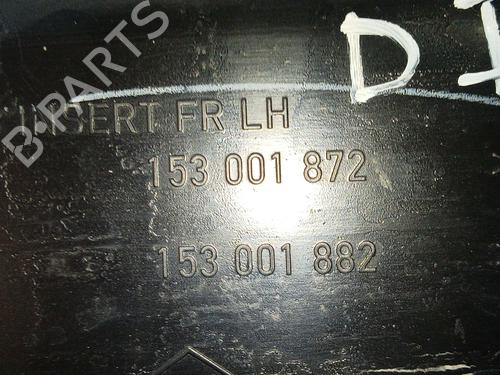 B-PARTS
D
INSERT FR LH
153 001 872
153 001 882